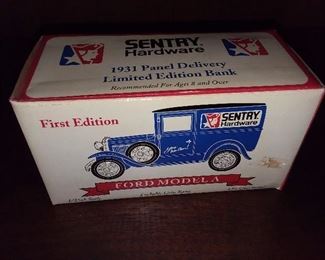 SENTRY
Hardware
1931 Panel Delivery
Limited Edition Bank
Recommended For Ages 8 and Over
First Edition
SENTRY
Hardware
FORD MODEL A